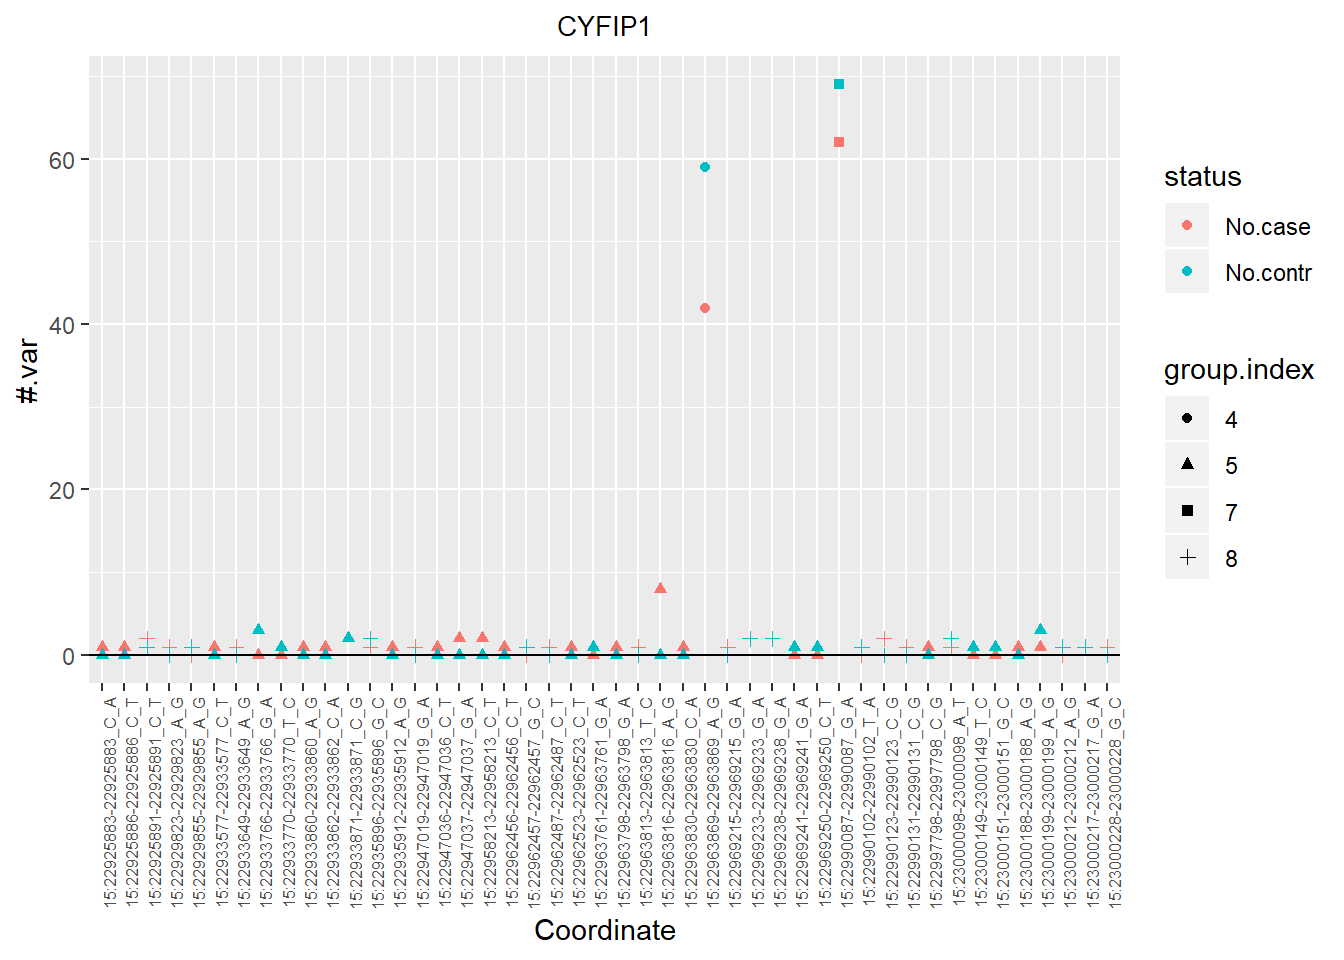 CYFIP1
#.var
60
40
20
0
15:22925883-22925883_C_A
15:22925886-22925886_C_T
15:22925891-22925891_C_T
15:22929823-22929823_A_G
15:22929855-22929855_A_G
15:22933577-22933577_C_T
15:22933649-22933649_A_G
15:22933766-22933766_G_A
15:22933770-22933770_T_C
15:22933860-22933860_A_G
15:22933862-22933862_C_A
15:22933871-22933871_C_G
15:22935896-22935896_G_C
15:22935912-22935912_A_G
15:22947019-22947019_G_A
15:22947036-22947036_C_T
15:22947037-22947037_G_A
15:22958213-22958213_C_T
15:22962456-22962456_C_T
15:22962457-22962457_G_C
15:22962487-22962487_C_T
15:22962523-22962523_C_T
15:22963761-22963761_G_A
15:22963798-22963798_G_A
15:22963813-22963813_T_C
15:22963816-22963816_A_G
15:22963830-22963830_C_A
15:22963869-22963869_A_G
15:22969215-22969215_G_A
15:22969233-22969233_G_A
15:22969238-22969238_G_A
15:22969241-22969241_G_A
15:22969250-22969250_C_T
15:22990087-22990087_G_A
15:22990102-22990102_T_A
15:22990123-22990123_C_G
15:22990131-22990131_C_G
15:22997798-22997798_C_G
15:23000098-23000098_A_T
15:23000149-23000149_T_C
15:23000151-23000151_G_C
15:23000188-23000188_A_G
15:23000199-23000199_A_G
15:23000212-23000212_A_G
15:23000217-23000217_G_A
15:23000228-23000228_G_C
Coordinate
status
No.case
No.contr
group.index
4
5
7
8